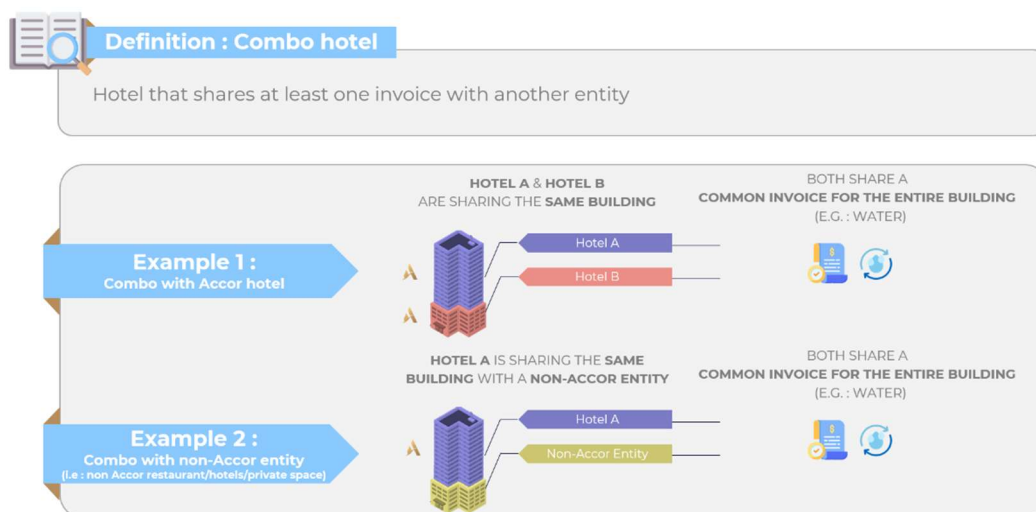 Definition : Combo hotel
Hotel that shares at least one invoice with another entity
HOTEL A & HOTEL B
ARE SHARING THE SAME BUILDING
BOTH SHARE A
COMMON INVOICE FOR THE ENTIRE BUILDING
(E.G. : WATER)
Example 1 :
Combo with Accor hotel
Hotel A
Hotel B
HOTEL A IS SHARING THE SAME
BUILDING WITH A NON-ACCOR ENTITY
BOTH SHARE A
COMMON INVOICE FOR THE ENTIRE BUILDING
(E.G. : WATER)
Example 2 :
Combo with non-Accor entity
(i.e : non Accor restaurant/hotels/private space)
Hotel A
Non-Accor Entity